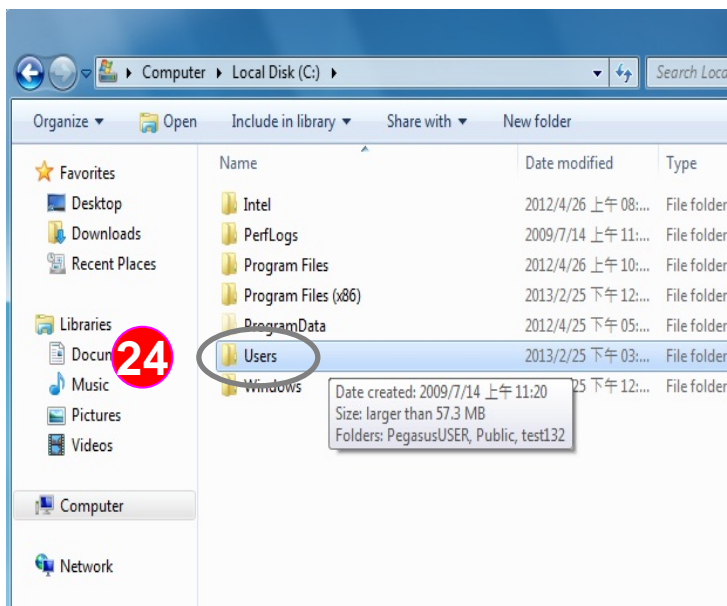 Computer ▸ Local Disk (C:) ▸ Search Loca
Organize Open Include in library Share with New folder
Favorites
Desktop
Downloads
Recent Places
Libraries
Docun
Music
Pictures
Videos
Computer
Network
24
Name Date modified Type
Intel 2012/4/26 上午 08:... File folder
PerfLogs 2009/7/14 上午 11:... File folder
Program Files 2012/4/26 上午 10:... File folder
Program Files (x86) 2013/2/25 下午 12:... File folder
ProgramData 2012/4/25 下午 05:... File folder
Users 2013/2/25 下午 03:... File folder
Windows 25 下午 12:... File folder
Date created: 2009/7/14 上午 11:20
Size: larger than 57.3 MB
Folders: PegasusUSER, Public, test132